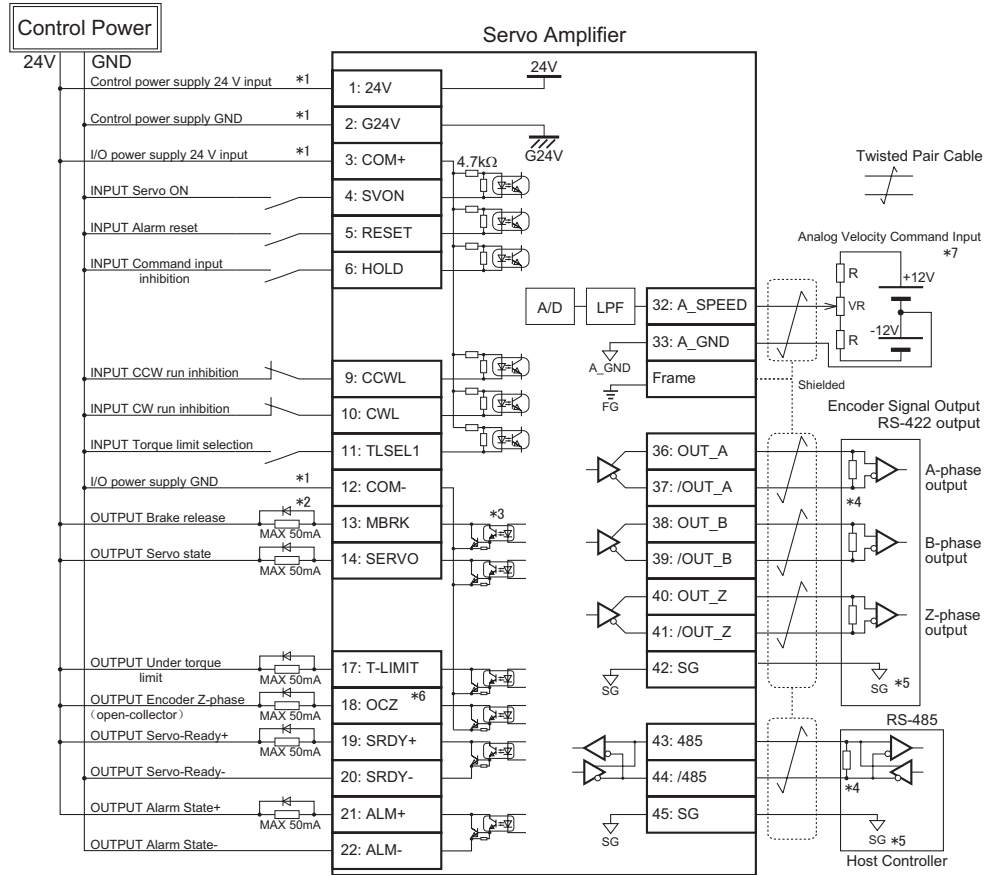 Control Power
Servo Amplifier
24V
GND
24V
Control power supply 24 V input *1
1: 24V
Control power supply GND *1
2: G24V
G24V
I/O power supply 24 V input *1
3: COM+
4.7kΩ
Twisted Pair Cable
INPUT Servo ON
4: SVON
INPUT Alarm reset
5: RESET
INPUT Command input
inhibition
6: HOLD
Analog Velocity Command Input
*7
R
VR
R
+12V
-12V
A/D
LPF
32: A_SPEED
33: A_GND
A_GND
Frame
FG
Shielded
INPUT CCW run inhibition
9: CCWL
INPUT CW run inhibition
10: CWL
INPUT Torque limit selection
11: TLSEL1
I/O power supply GND *1
12: COM-
OUTPUT Brake release
*2
MAX 50mA
13: MBRK
*3
OUTPUT Servo state
MAX 50mA
14: SERVO
Encoder Signal Output
RS-422 output
36: OUT_A
37: /OUT_A
*4
A-phase
output
38: OUT_B
39: /OUT_B
B-phase
output
40: OUT_Z
41: /OUT_Z
Z-phase
output
42: SG
SG
SG *5
OUTPUT Under torque
limit
MAX 50mA
17: T-LIMIT
OUTPUT Encoder Z-phase
(open-collector)
MAX 50mA
18: OCZ *6
OUTPUT Servo-Ready+
MAX 50mA
19: SRDY+
OUTPUT Servo-Ready-
20: SRDY-
OUTPUT Alarm State+
MAX 50mA
21: ALM+
OUTPUT Alarm State-
22: ALM-
RS-485
43: 485
44: /485
*4
45: SG
SG
SG *5
Host Controller